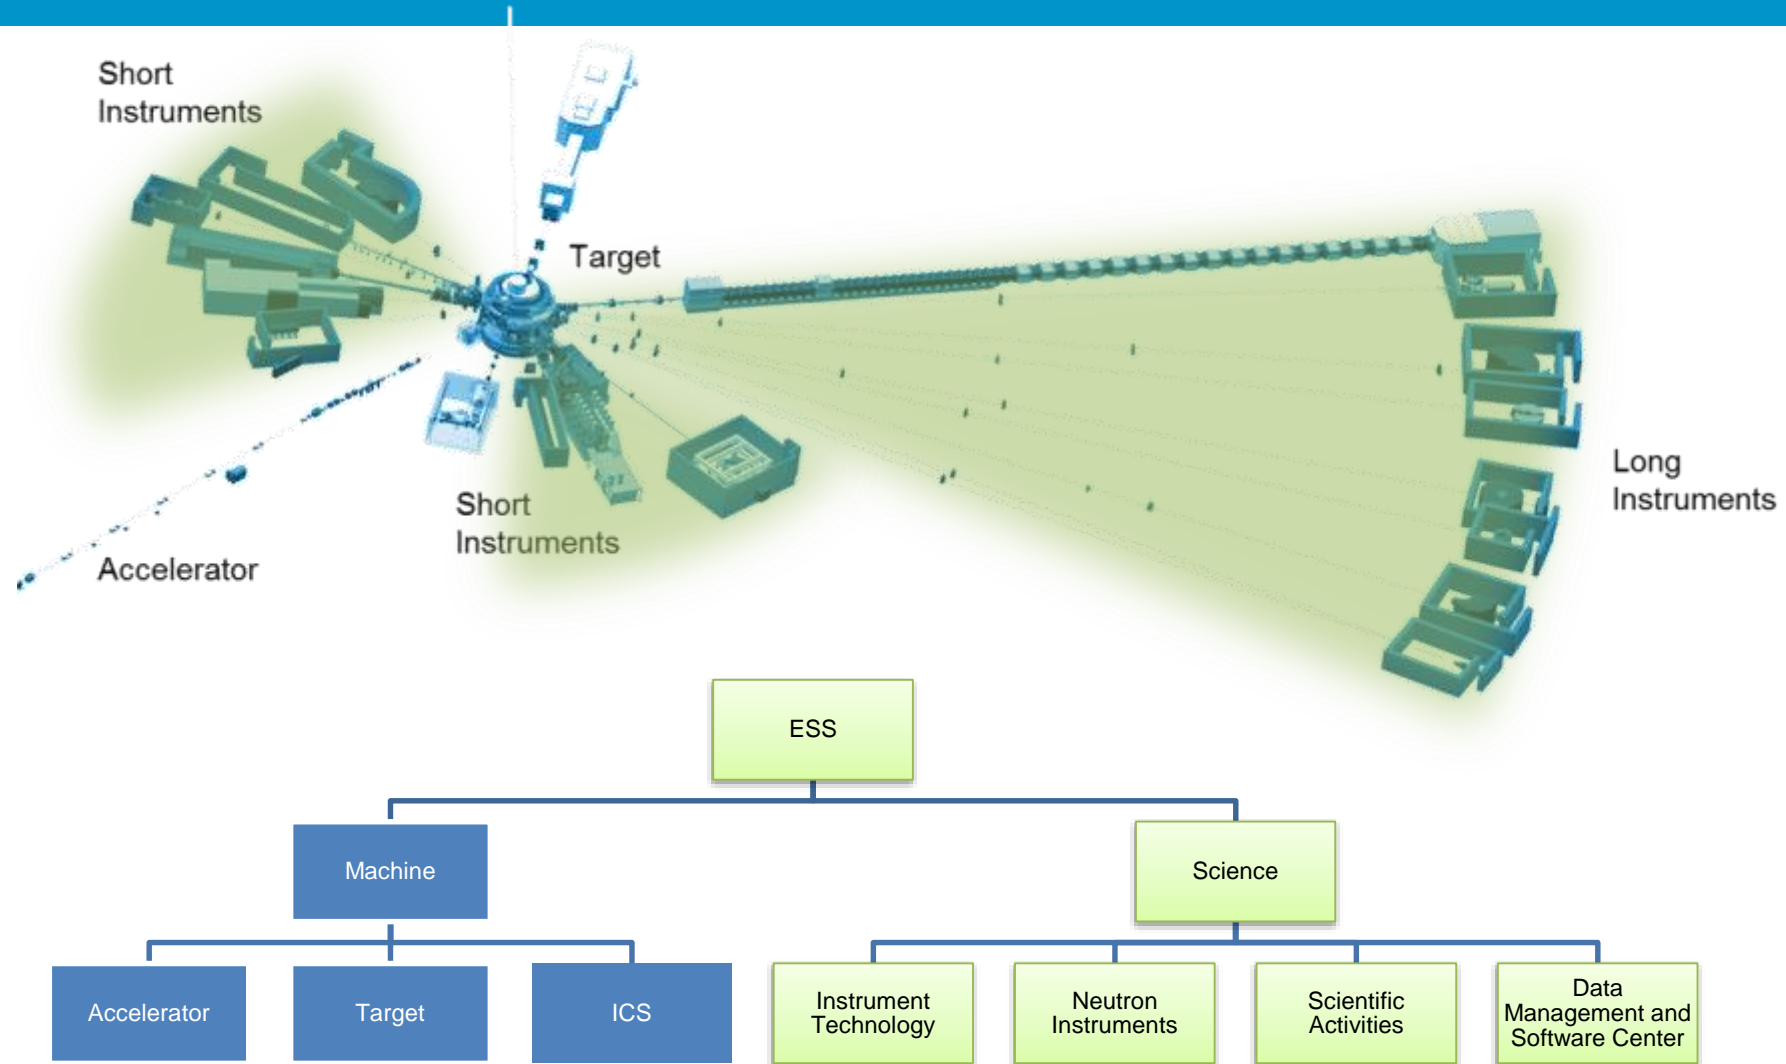 Short
Instruments
Target
Long
Instruments
Short
Instruments
Accelerator
ESS
Machine
Science
Accelerator
Target
ICS
Instrument
Technology
Neutron
Instruments
Scientific
Activities
Data
Management and
Software Center